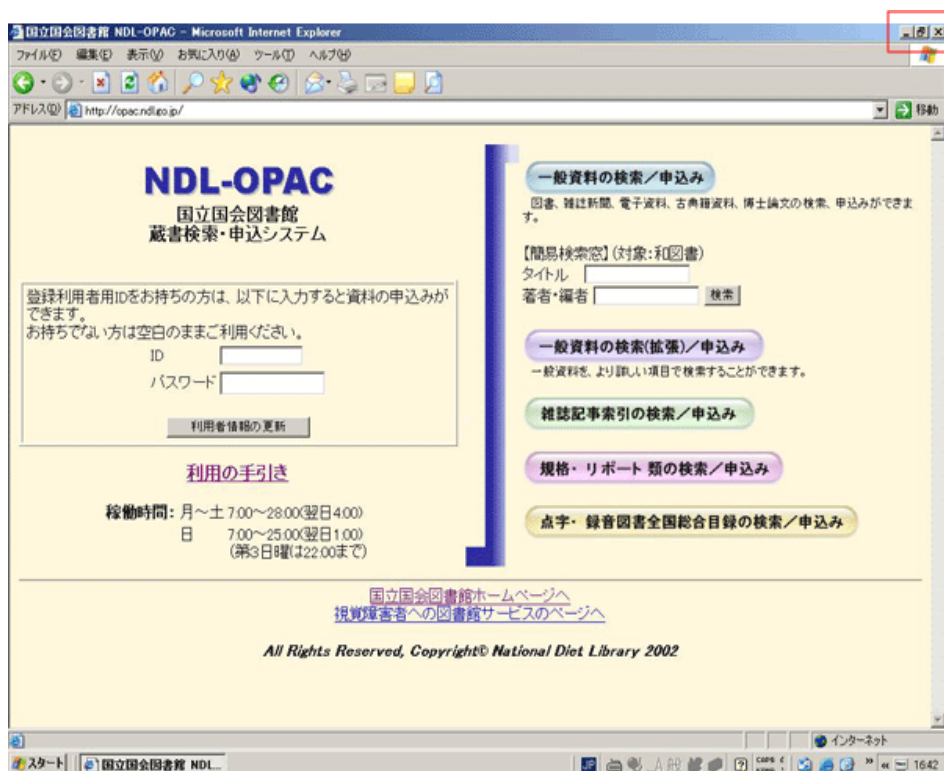 国立国会図書館 NDL-OPAC - Microsoft Internet Explorer
ファイル(F) 編集(E) 表示(V) お気に入り(A) ツール(T) ヘルプ(H)
アドレス(D) http://opac.ndl.go.jp/ 移動
NDL-OPAC
国立国会図書館
蔵書検索・申込システム
登録利用者用IDをお持ちの方は、以下に入力すると資料の申込みが
できます。
お持ちでない方は空白のままご利用ください。
ID
パスワード
利用者情報の更新
利用の手引き
稼働時間: 月～土 7:00～28:00(翌日4:00)
日 7:00～25:00(翌日1:00)
(第3日曜は22:00まで)
一般資料の検索／申込み
図書、雑誌新聞、電子資料、古典籍資料、博士論文の検索、申込みができま
す。
【簡易検索窓】(対象:和図書)
タイトル
著者・編者 検索
一般資料の検索(拡張)／申込み
一般資料を、より詳しい項目で検索することができます。
雑誌記事索引の検索／申込み
規格・リポート類の検索／申込み
点字・録音図書全国総合目録の検索／申込み
国立国会図書館ホームページへ
視覚障害者への図書館サービスのページへ
All Rights Reserved, Copyright© National Diet Library 2002
インターネット
スタート 国立国会図書館 NDL... JP A 般 CAPS 16:42